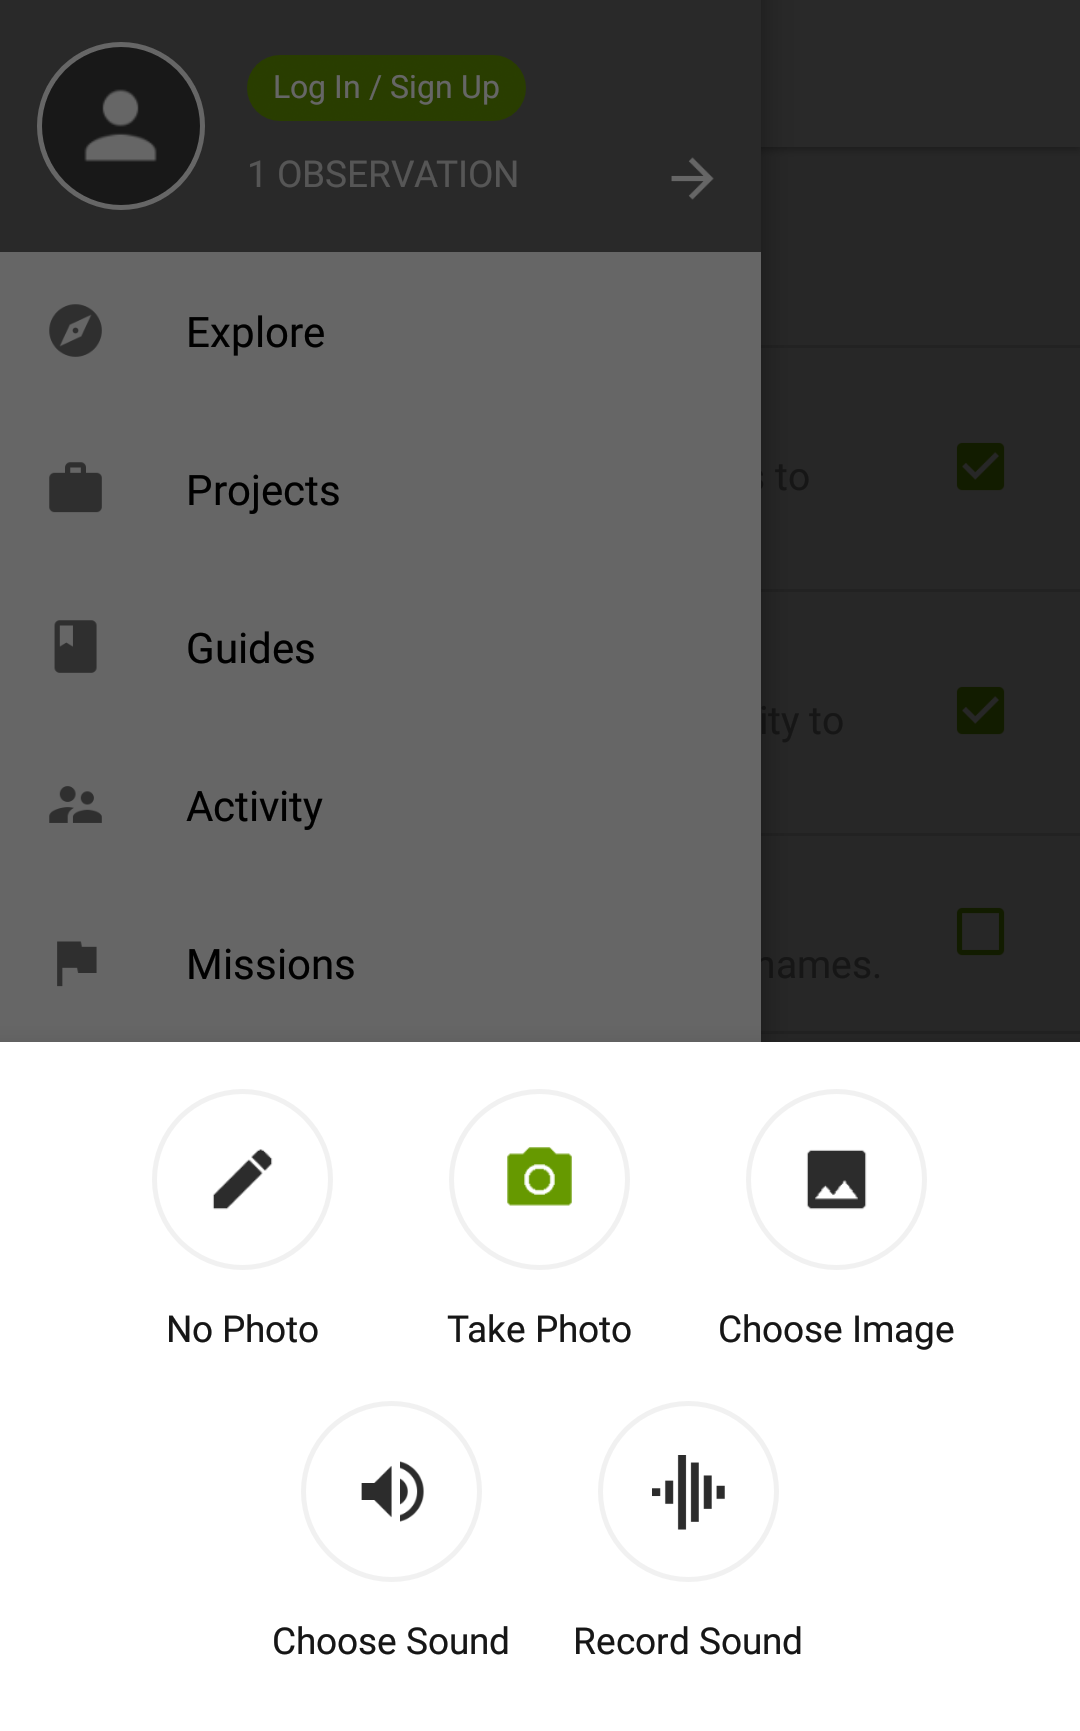 Log In / Sign Up
1 OBSERVATION
Explore
Projects
to
Guides
ity to
Activity
names.
Missions
No Photo
Take Photo
Choose Image
Choose Sound
Record Sound